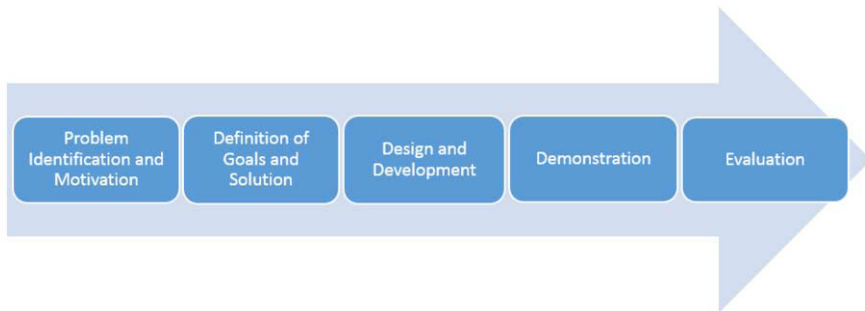 Problem
Identification and
Motivation
Definition of
Goals and
Solution
Design and
Development
Demonstration
Evaluation